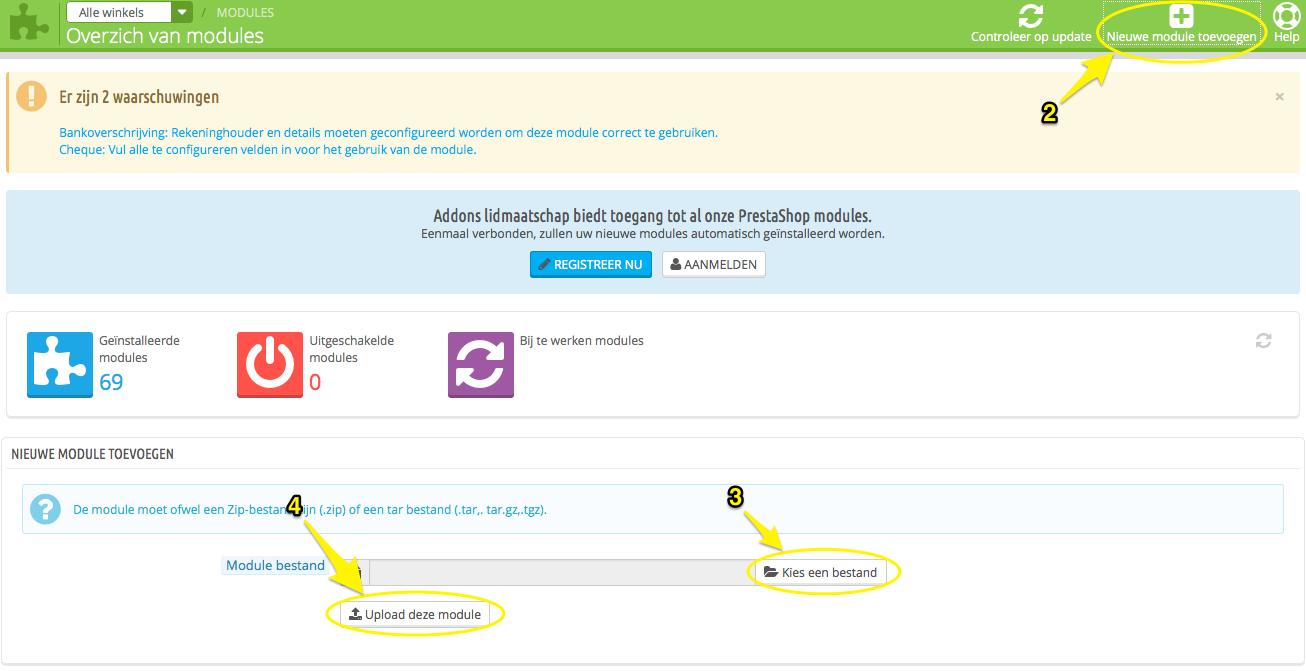 Alle winkels / MODULES
Overzich van modules
Controleer op update
Nieuwe module toevoegen
Help
2
Er zijn 2 waarschuwingen
×
Bankoverschrijving: Rekeninghouder en details moeten geconfigureerd worden om deze module correct te gebruiken.
Cheque: Vul alle te configureren velden in voor het gebruik van de module.
Addons lidmaatschap biedt toegang tot al onze PrestaShop modules.
Eenmaal verbonden, zullen uw nieuwe modules automatisch geïnstalleerd worden.
REGISTREER NU
AANMELDEN
Geïnstalleerde
modules
69
Uitgeschakelde
modules
0
Bij te werken modules
NIEUWE MODULE TOEVOEGEN
4
3
De module moet ofwel een Zip-bestand zijn (.zip) of een tar bestand (.tar,. tar.gz,.tgz).
Module bestand
Kies een bestand
Upload deze module